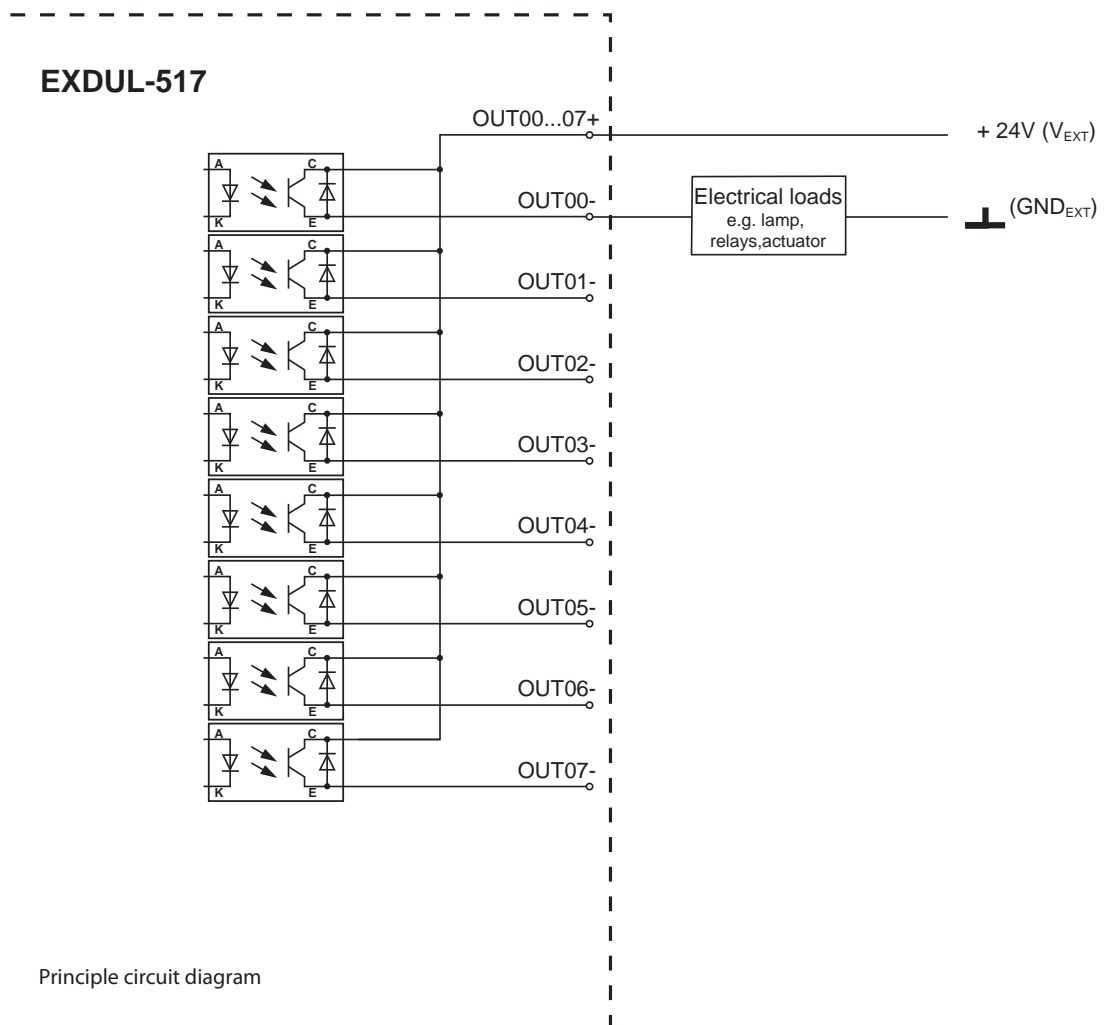 EXDUL-517
OUT00...07+
+ 24V (VEXT)
A
C
K
E
OUT00-
Electrical loads
e.g. lamp,
relays,actuator
(GNDEXT)
A
C
K
E
OUT01-
A
C
K
E
OUT02-
A
C
K
E
OUT03-
A
C
K
E
OUT04-
A
C
K
E
OUT05-
A
C
K
E
OUT06-
A
C
K
E
OUT07-
Principle circuit diagram